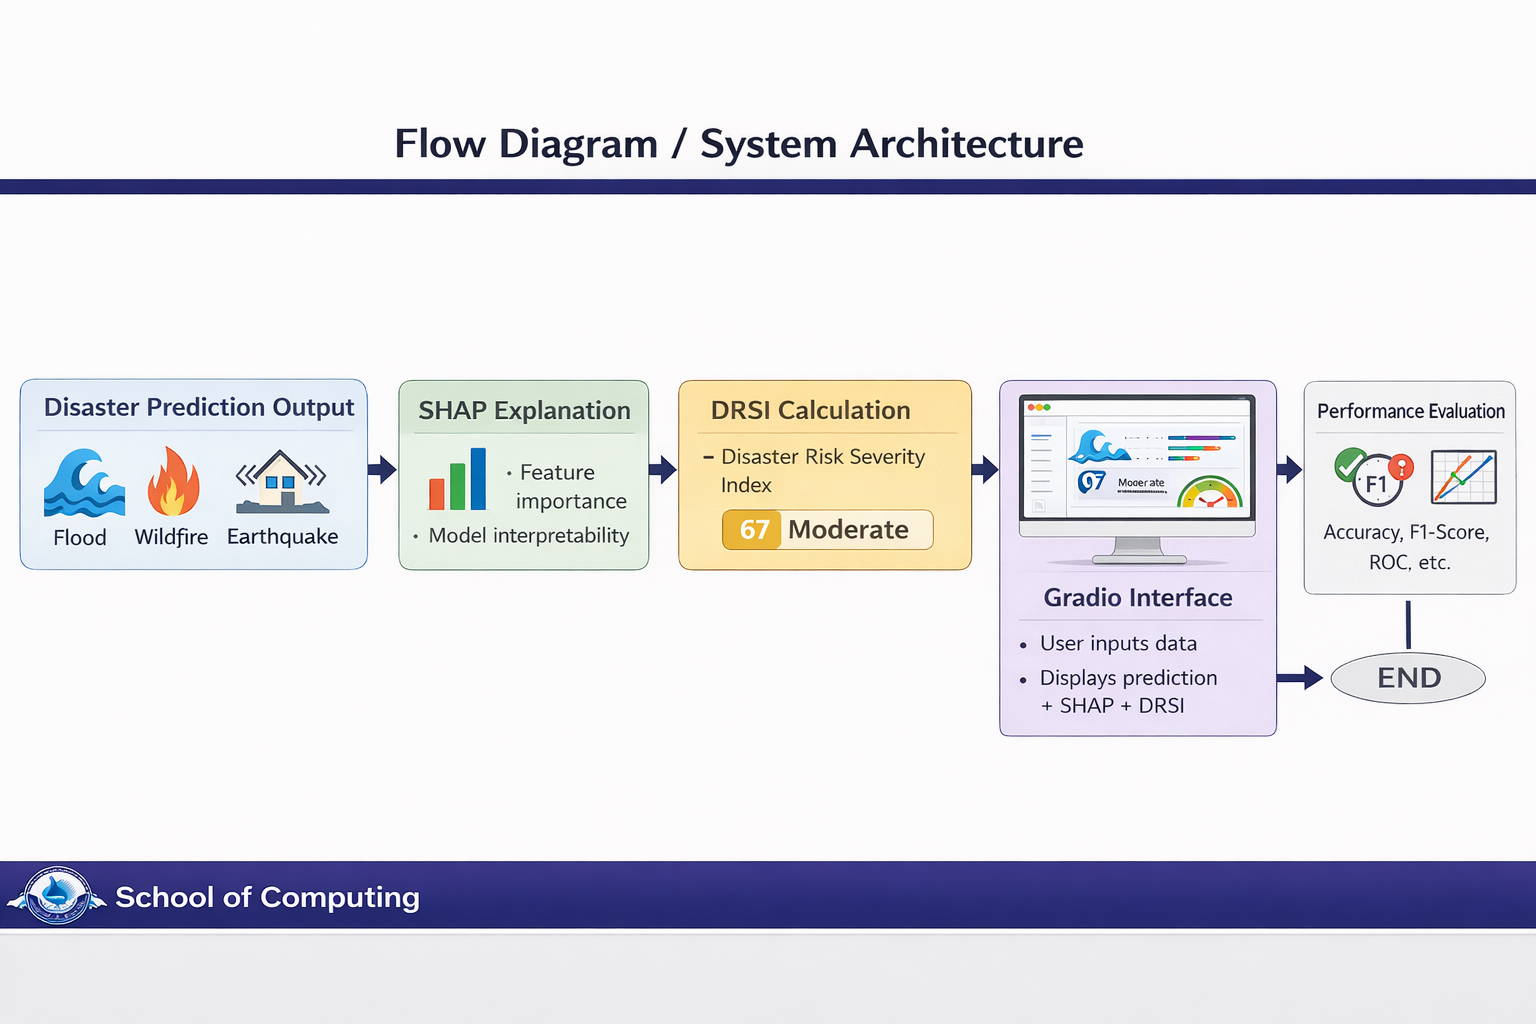 Flow Diagram / System Architecture
Disaster Prediction Output
Flood
Wildfire
Earthquake
SHAP Explanation
• Feature
importance
• Model interpretability
DRSI Calculation
– Disaster Risk Severity
Index
67 Moderate
67
Gradio Interface
• User inputs data
• Displays prediction
+ SHAP + DRSI
Performance Evaluation
F1
Accuracy, F1-Score,
ROC, etc.
END
School of Computing